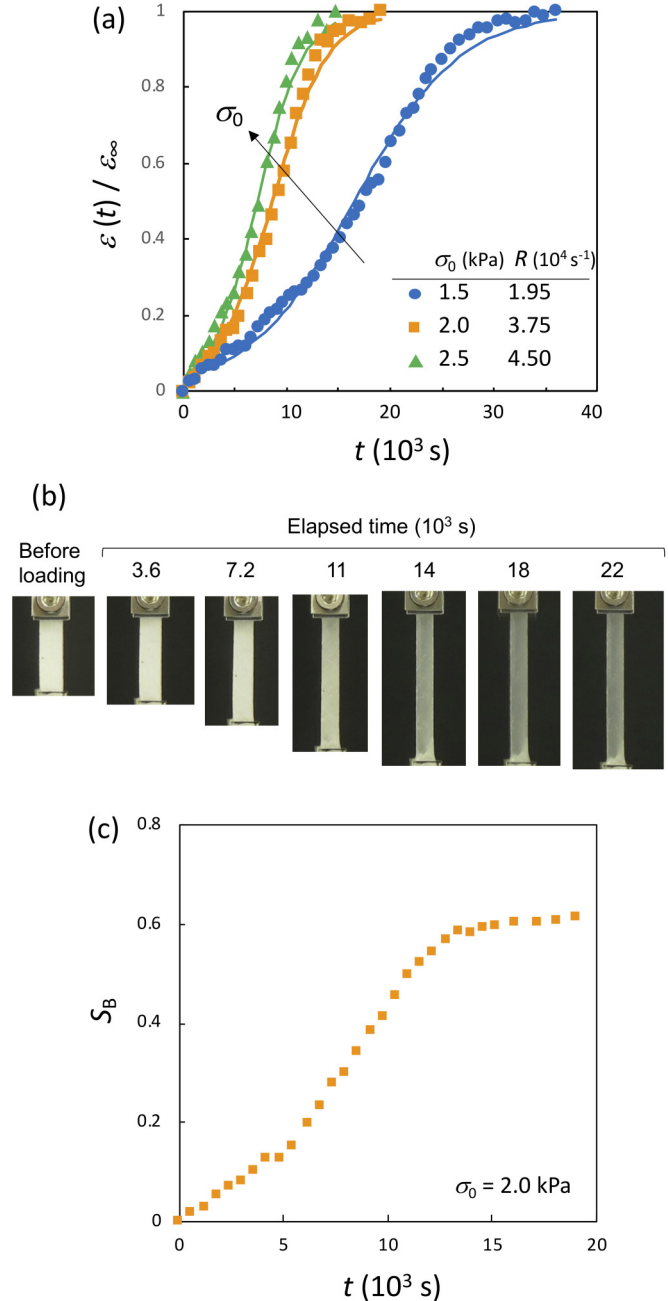 (a)
ε (t) / ε∞
1
0.8
0.6
0.4
0.2
0
σ0
σ0 (kPa) R (10⁴ s⁻¹)
1.5 1.95
2.0 3.75
2.5 4.50
0 10 20 30 40
t (10³ s)
(b)
Elapsed time (10³ s)
Before
loading
3.6 7.2 11 14 18 22
(c)
SB
0.8
0.6
0.4
0.2
0
σ0 = 2.0 kPa
0 5 10 15 20
t (10³ s)